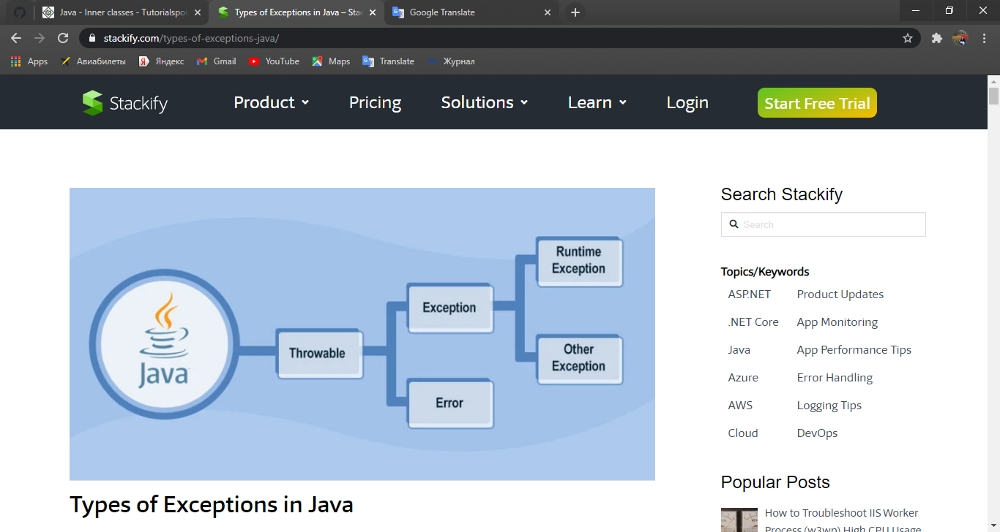 Java - Inner classes - Tutorialspoi
Types of Exceptions in Java – Stac
Google Translate
stackify.com/types-of-exceptions-java/
Apps
Авиабилеты
Яндекс
Gmail
YouTube
Maps
Translate
Журнал
Stackify
Product
Pricing
Solutions
Learn
Login
Start Free Trial
Java
Throwable
Exception
Error
Runtime
Exception
Other
Exception
Types of Exceptions in Java
Search Stackify
Search
Topics/Keywords
ASP.NET
Product Updates
.NET Core
App Monitoring
Java
App Performance Tips
Azure
Error Handling
AWS
Logging Tips
Cloud
DevOps
Popular Posts
How to Troubleshoot IIS Worker
Process (w3wp) High CPU Usage